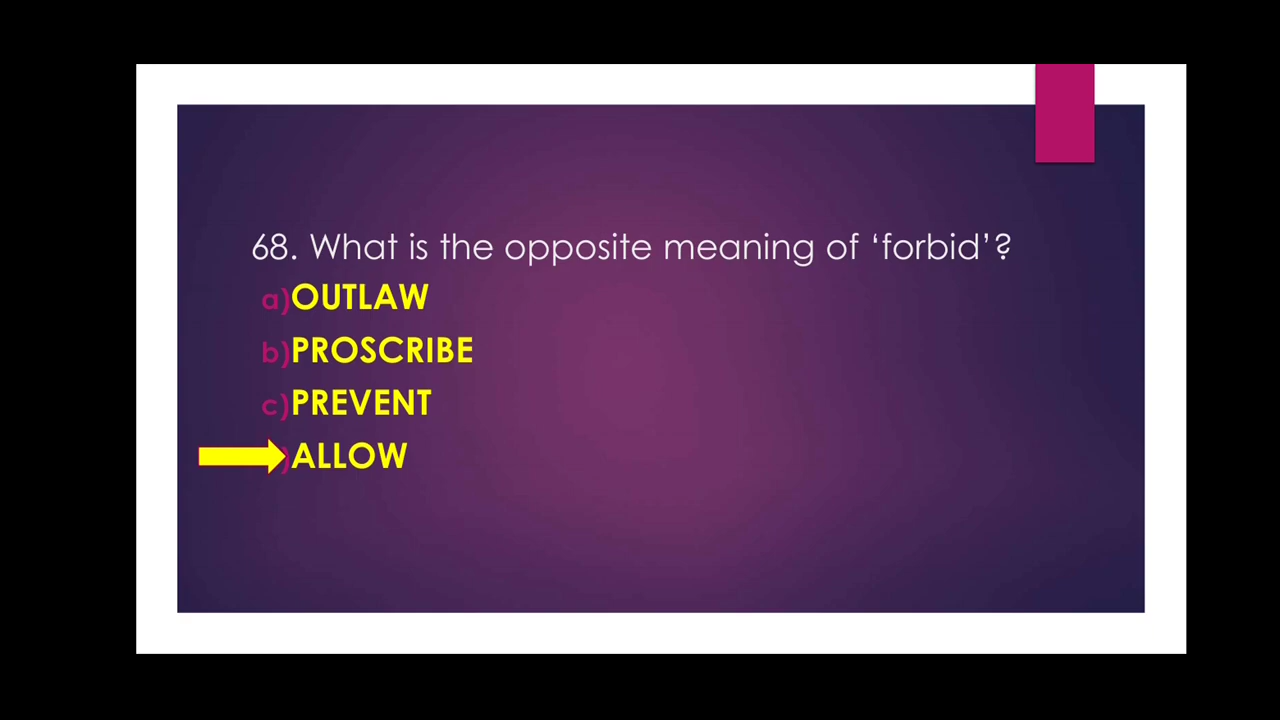 68. What is the opposite meaning of ‘forbid’?
a)OUTLAW
b)PROSCRIBE
c)PREVENT
)ALLOW